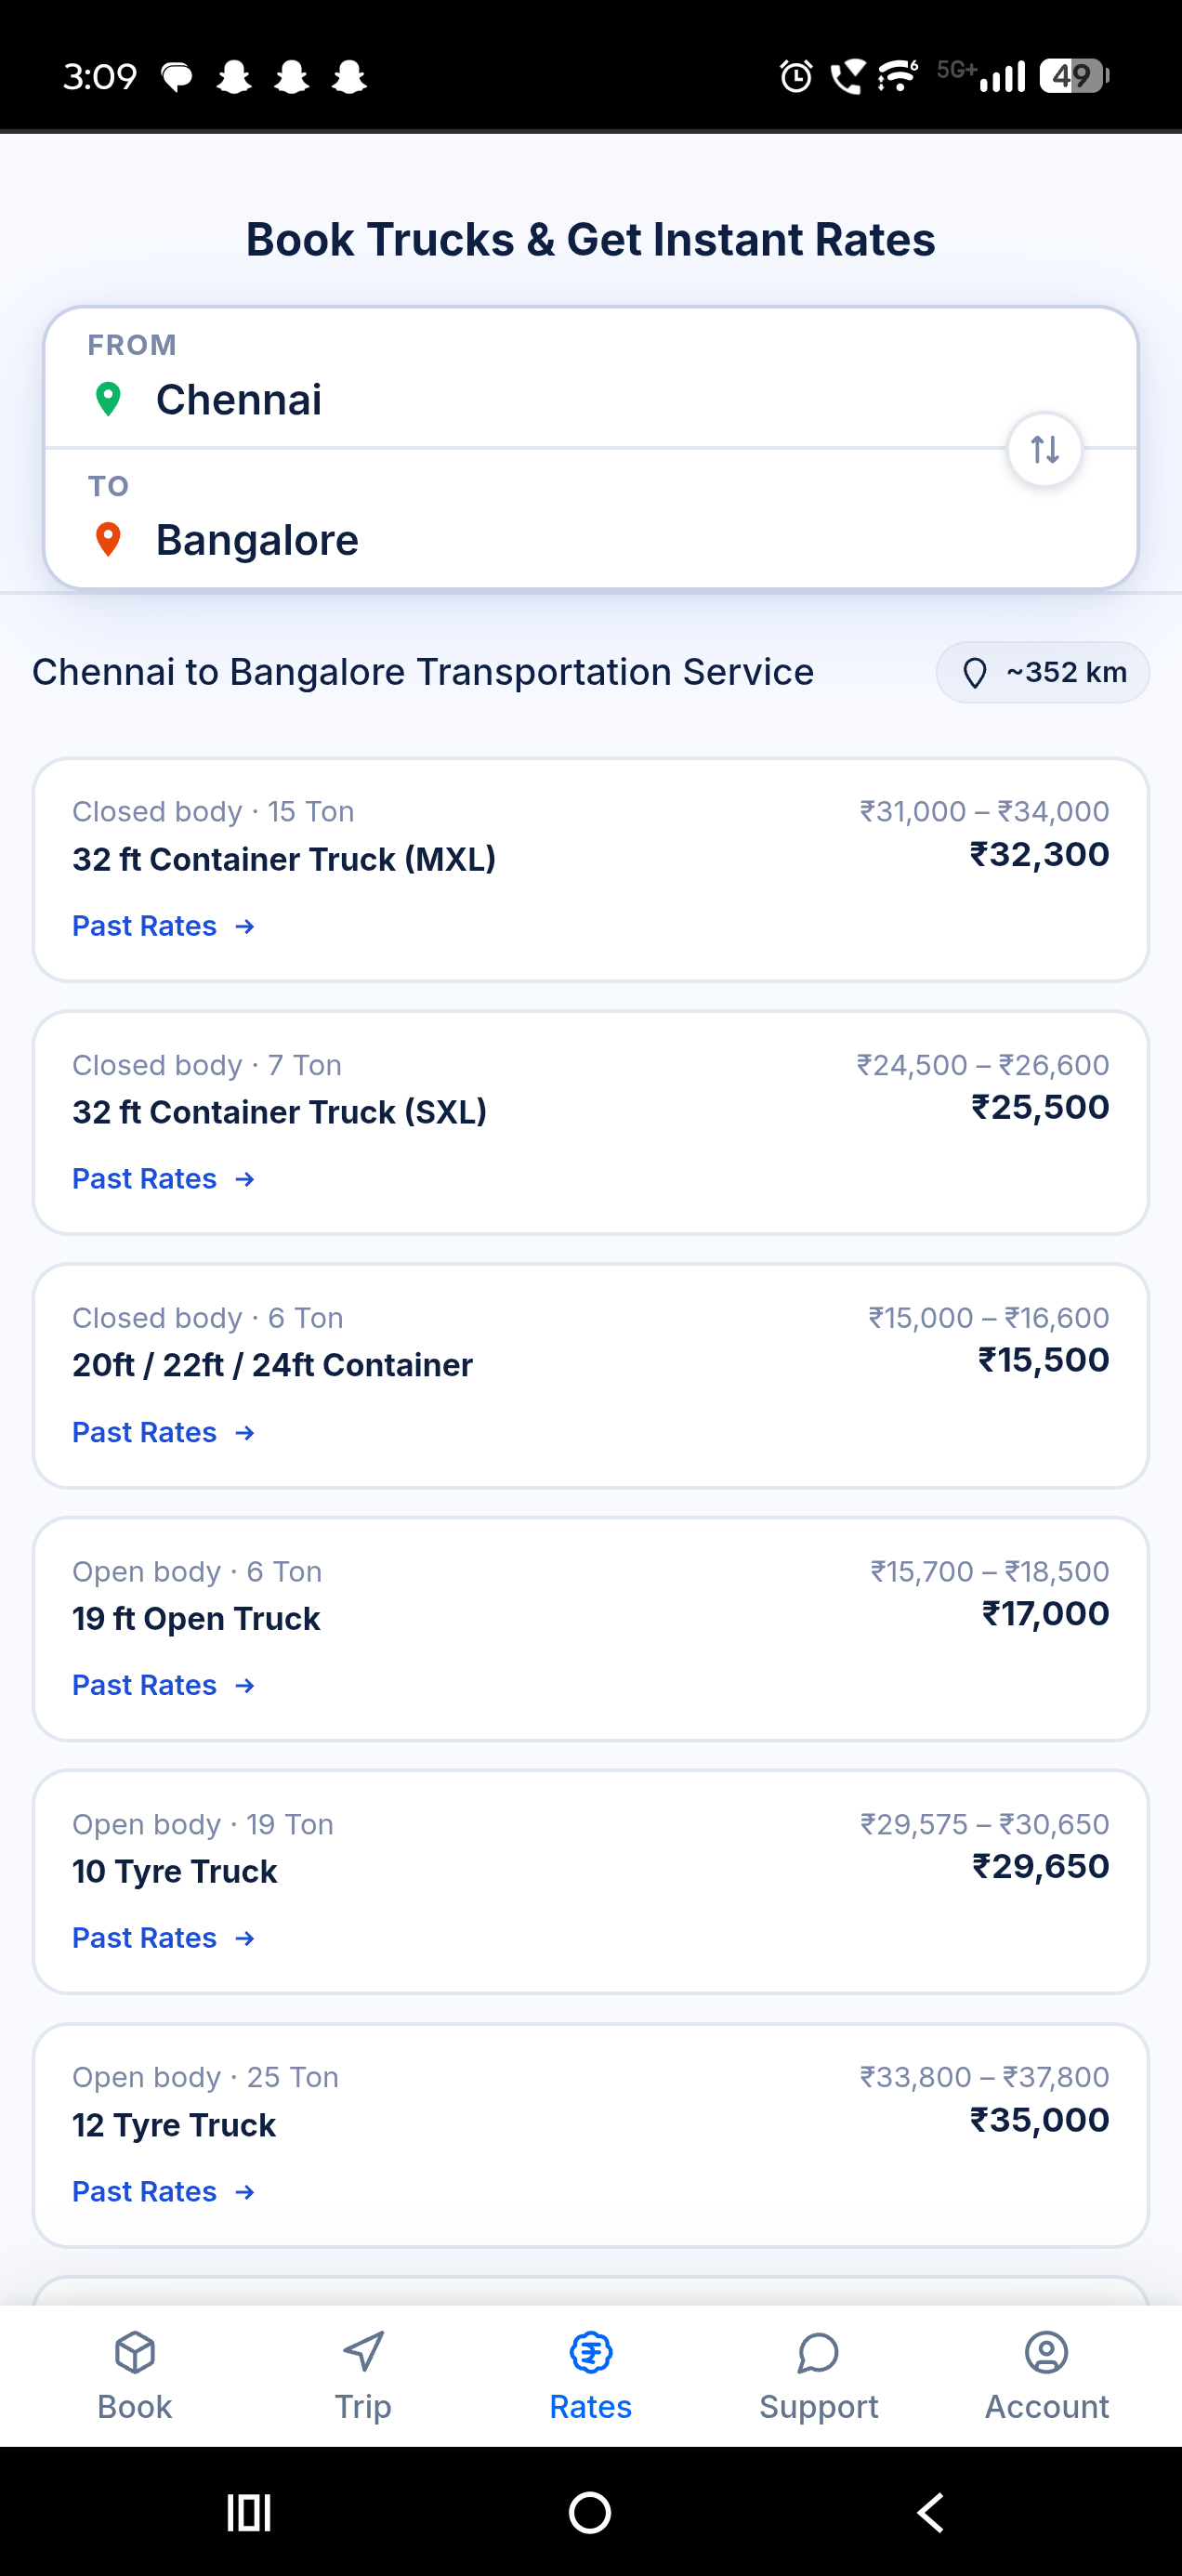 3:09
6 5G+ 49
Book Trucks & Get Instant Rates
FROM
Chennai
TO
Bangalore
Chennai to Bangalore Transportation Service ~352 km
Closed body · 15 Ton ₹31,000 – ₹34,000
32 ft Container Truck (MXL) ₹32,300
Past Rates →
Closed body · 7 Ton ₹24,500 – ₹26,600
32 ft Container Truck (SXL) ₹25,500
Past Rates →
Closed body · 6 Ton ₹15,000 – ₹16,600
20ft / 22ft / 24ft Container ₹15,500
Past Rates →
Open body · 6 Ton ₹15,700 – ₹18,500
19 ft Open Truck ₹17,000
Past Rates →
Open body · 19 Ton ₹29,575 – ₹30,650
10 Tyre Truck ₹29,650
Past Rates →
Open body · 25 Ton ₹33,800 – ₹37,800
12 Tyre Truck ₹35,000
Past Rates →
Book Trip Rates Support Account